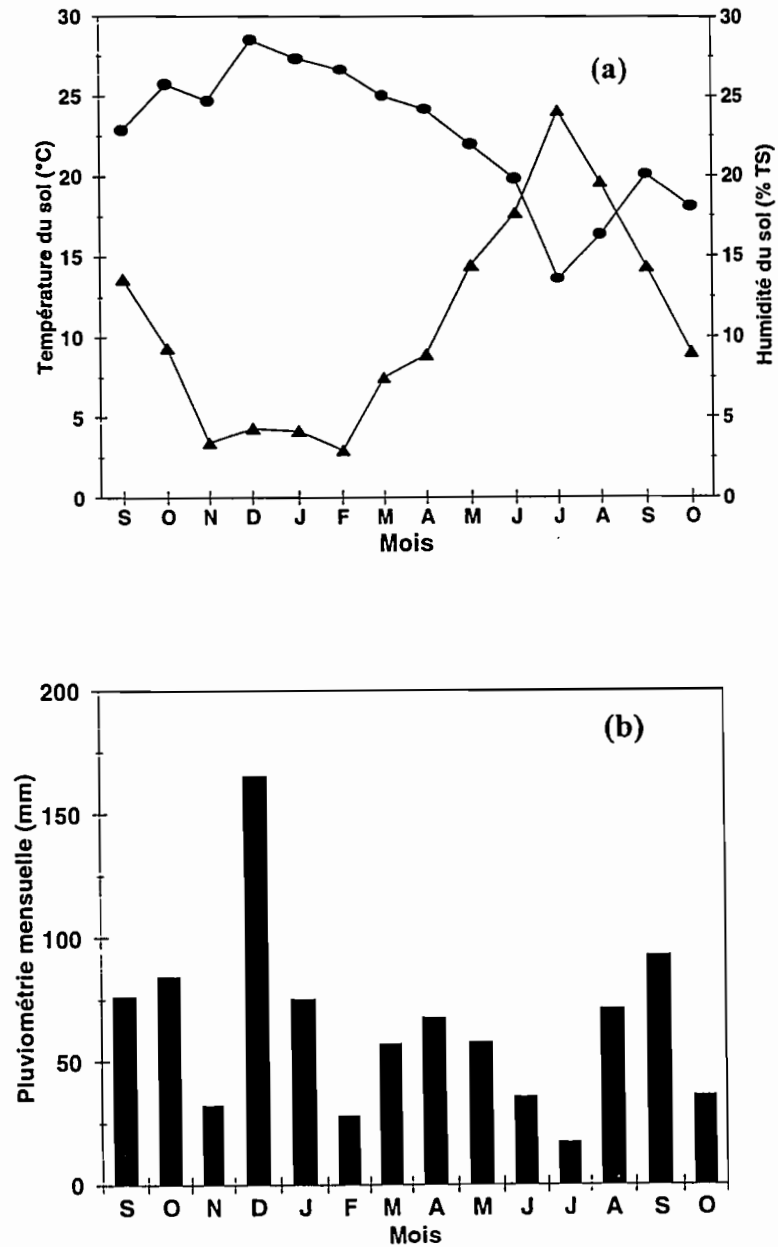 (a)
Température du sol (°C)
30
25
20
15
10
5
0
Humidité du sol (% TS)
30
25
20
15
10
5
0
S O N D J F M A M J J A S O
Mois
(b)
Pluviométrie mensuelle (mm)
200
150
100
50
0
S O N D J F M A M J J A S O
Mois